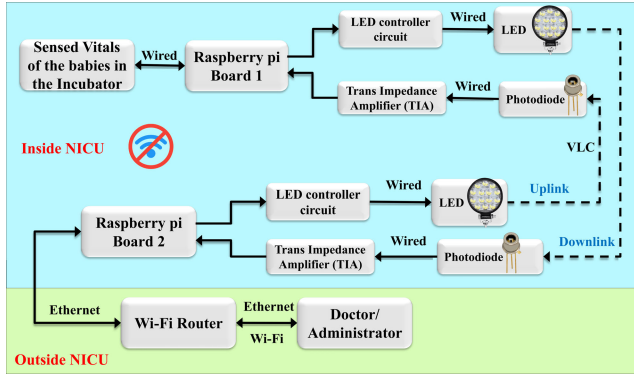 Sensed Vitals
of the babies in
the Incubator
Wired
Raspberry pi
Board 1
LED controller
circuit
Wired
LED
Trans Impedance
Amplifier (TIA)
Wired
Photodiode
VLC
Inside NICU
Raspberry pi
Board 2
LED controller
circuit
Wired
LED
Uplink
Trans Impedance
Amplifier (TIA)
Wired
Photodiode
Downlink
Ethernet
Wi-Fi Router
Ethernet
Wi-Fi
Doctor/
Administrator
Outside NICU